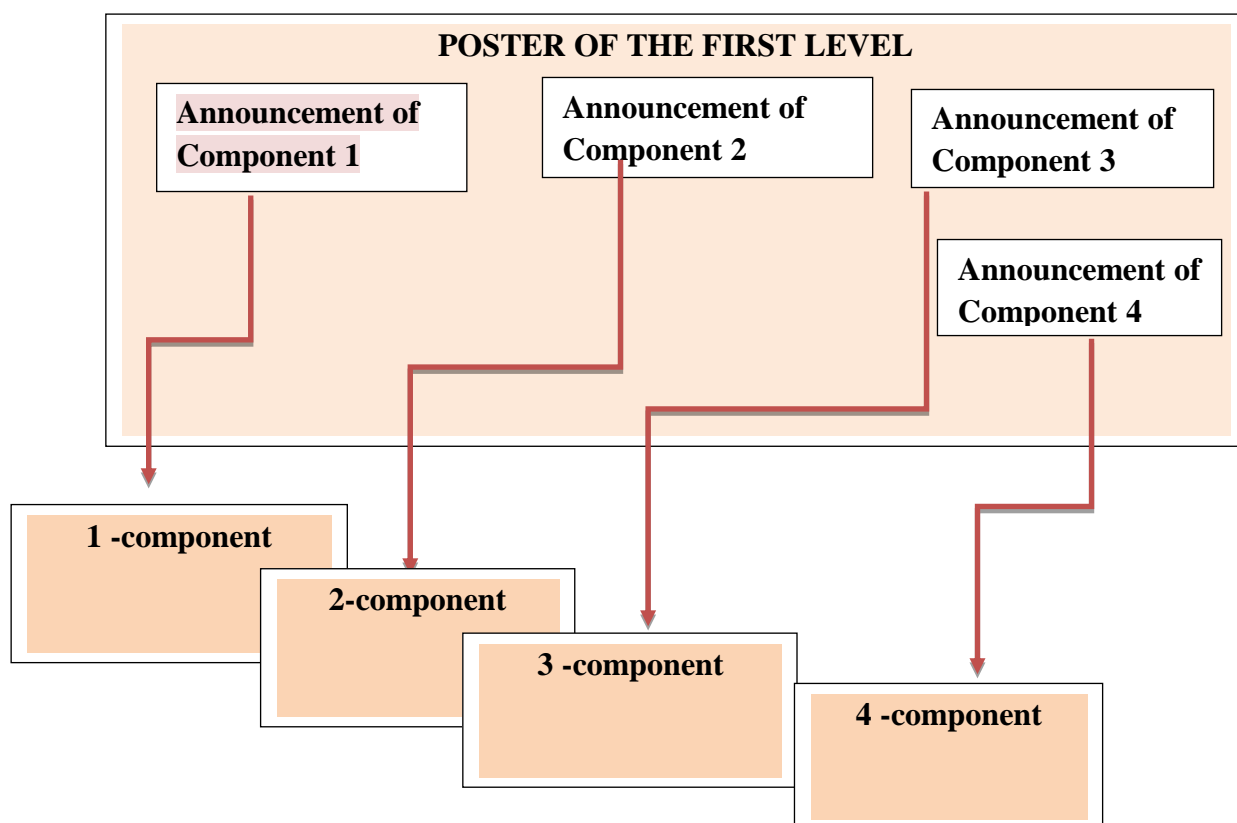 POSTER OF THE FIRST LEVEL
Announcement of
Component 1
Announcement of
Component 2
Announcement of
Component 3
Announcement of
Component 4
1 -component
2-component
3 -component
4 -component